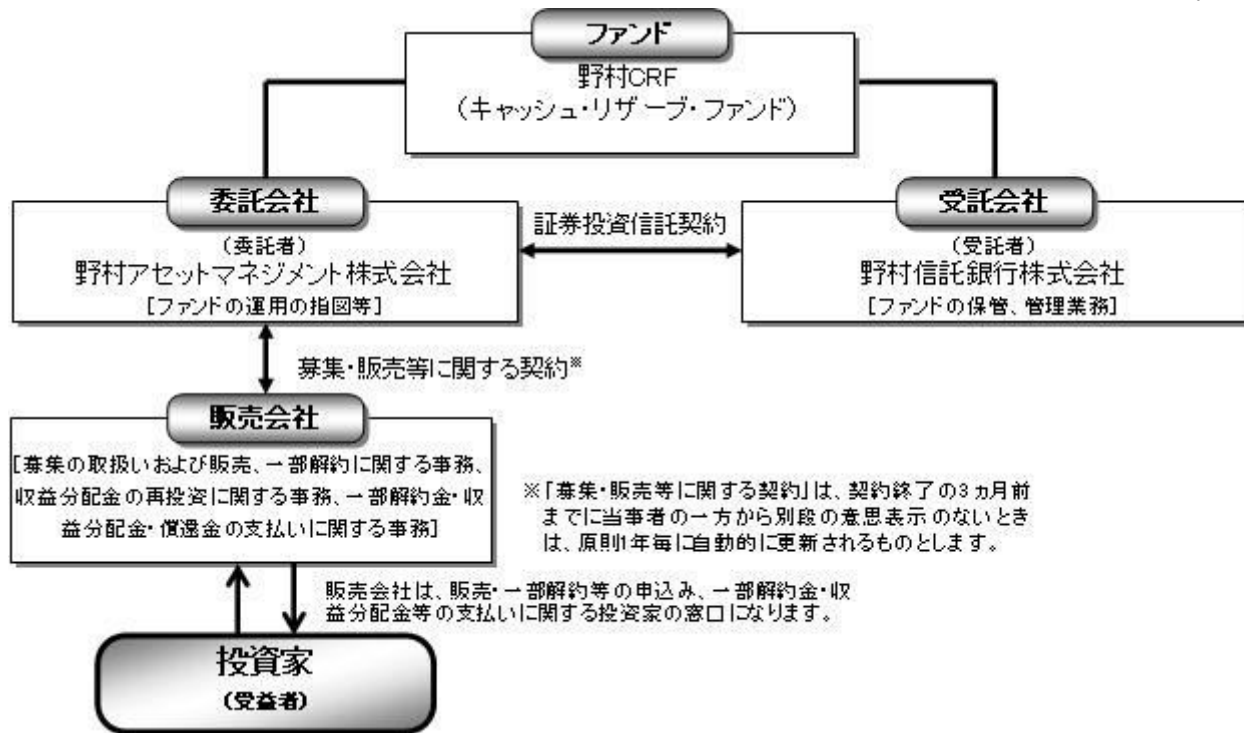 ファンド
野村CRF
(キャッシュ・リザーブ・ファンド)
委託会社
(委託者)
野村アセットマネジメント株式会社
[ファンドの運用の指図等]
証券投資信託契約
受託会社
(受託者)
野村信託銀行株式会社
[ファンドの保管、管理業務]
募集・販売等に関する契約※
販売会社
[募集の取扱いおよび販売、一部解約に関する事務、
収益分配金の再投資に関する事務、一部解約金・収
益分配金・償還金の支払いに関する事務]
※「募集・販売等に関する契約」は、契約終了の3ヵ月前
までに当事者の一方から別段の意思表示のないとき
は、原則1年毎に自動的に更新されるものとします。
販売会社は、販売・一部解約等の申込み、一部解約金・収
益分配金等の支払いに関する投資家の窓口になります。
投資家
(受益者)